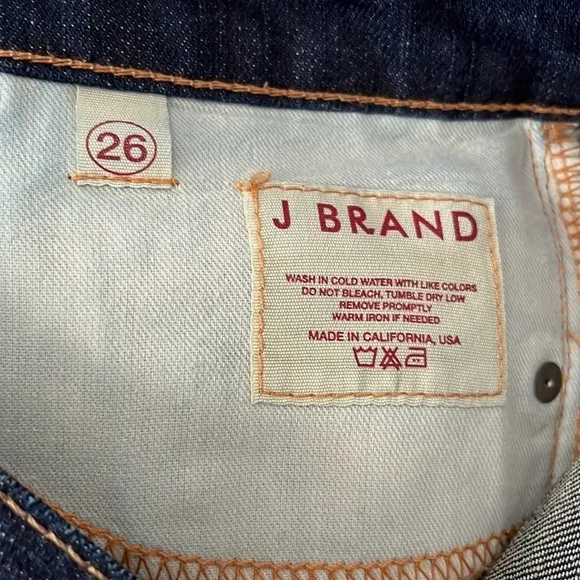 26
J BRAND
WASH IN COLD WATER WITH LIKE COLORS
DO NOT BLEACH, TUMBLE DRY LOW
REMOVE PROMPTLY
WARM IRON IF NEEDED
MADE IN CALIFORNIA, USA